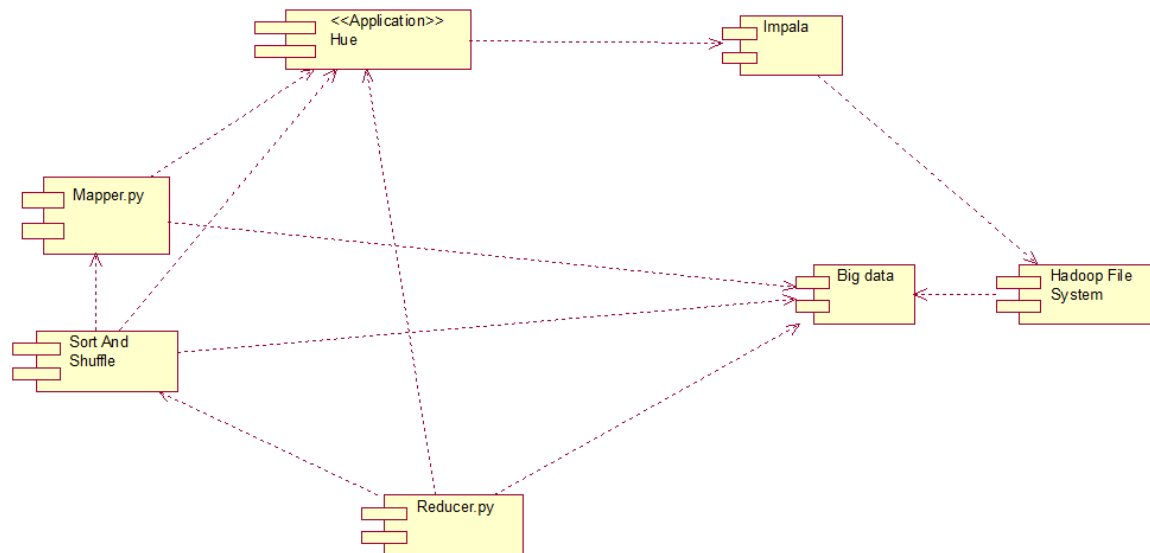 <<Application>>
Hue
Impala
Mapper.py
Big data
Hadoop File
System
Sort And
Shuffle
Reducer.py